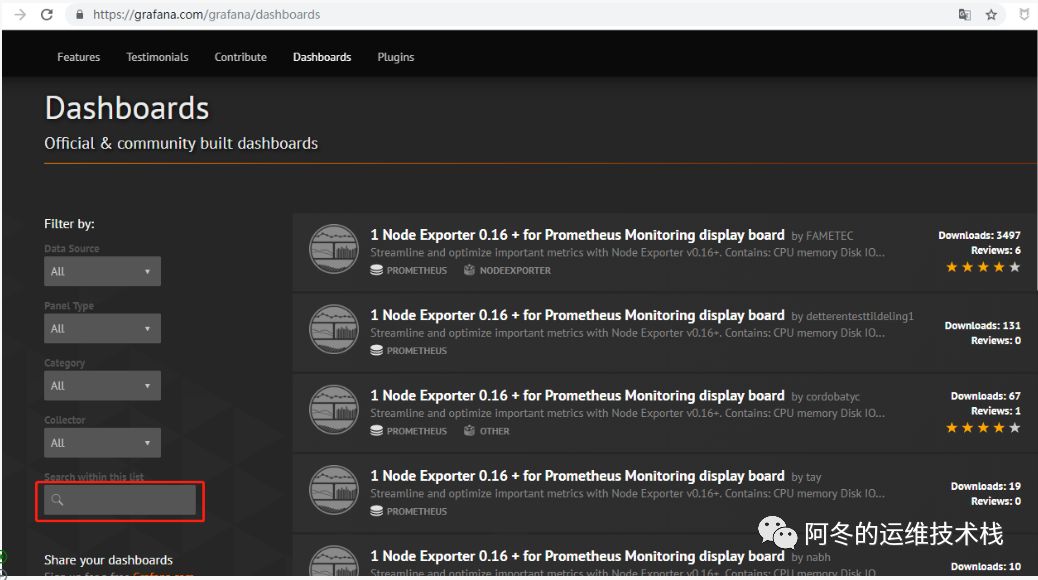 https://grafana.com/grafana/dashboards
Features Testimonials Contribute Dashboards Plugins
Dashboards
Official & community built dashboards
Filter by:
Data Source
All
Panel Type
All
Category
All
Collector
All
Search within this list
Share your dashboards
Sign up for a free Grafana.com
1 Node Exporter 0.16 + for Prometheus Monitoring display board by FAMETEC
Streamline and optimize important metrics with Node Exporter v0.16+. Contains: CPU memory Disk IO...
PROMETHEUS NODEEXPORTER
Downloads: 3497
Reviews: 6
1 Node Exporter 0.16 + for Prometheus Monitoring display board by detterentesttildeling1
Streamline and optimize important metrics with Node Exporter v0.16+. Contains: CPU memory Disk IO...
PROMETHEUS
Downloads: 131
Reviews: 0
1 Node Exporter 0.16 + for Prometheus Monitoring display board by cordobatyc
Streamline and optimize important metrics with Node Exporter v0.16+. Contains: CPU memory Disk IO...
PROMETHEUS OTHER
Downloads: 67
Reviews: 1
1 Node Exporter 0.16 + for Prometheus Monitoring display board by tay
Streamline and optimize important metrics with Node Exporter v0.16+. Contains: CPU memory Disk IO...
PROMETHEUS
Downloads: 19
Reviews: 0
1 Node Exporter 0.16 + for Prometheus Monitoring display board by nabh
Downloads: 10
阿冬的运维技术栈